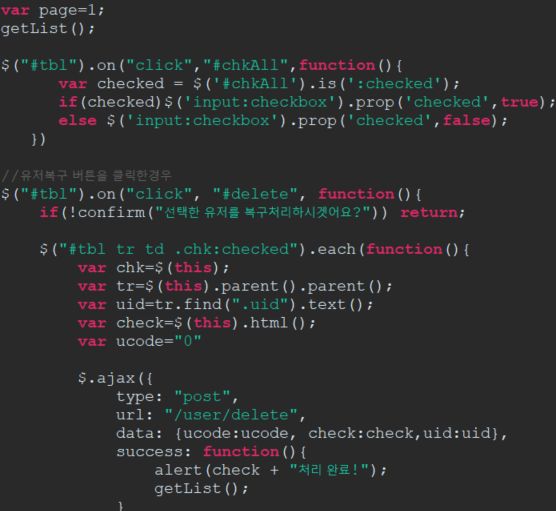 var page=1;
getList();
$("#tbl").on("click","#chkAll",function(){
var checked = $('#chkAll').is(':checked');
if(checked)$('input:checkbox').prop('checked',true);
else $('input:checkbox').prop('checked',false);
})
//유저복구 버튼을 클릭한경우
$("#tbl").on("click", "#delete", function(){
if(!confirm("선택한 유저를 복구처리하시겟어요?")) return;
$("#tbl tr td .chk:checked").each(function(){
var chk=$(this);
var tr=$(this).parent().parent();
var uid=tr.find(".uid").text();
var check=$(this).html();
var ucode="0"
$.ajax({
type: "post",
url: "/user/delete",
data: {ucode:ucode, check:check,uid:uid},
success: function(){
alert(check + "처리 완료!");
getList();
}